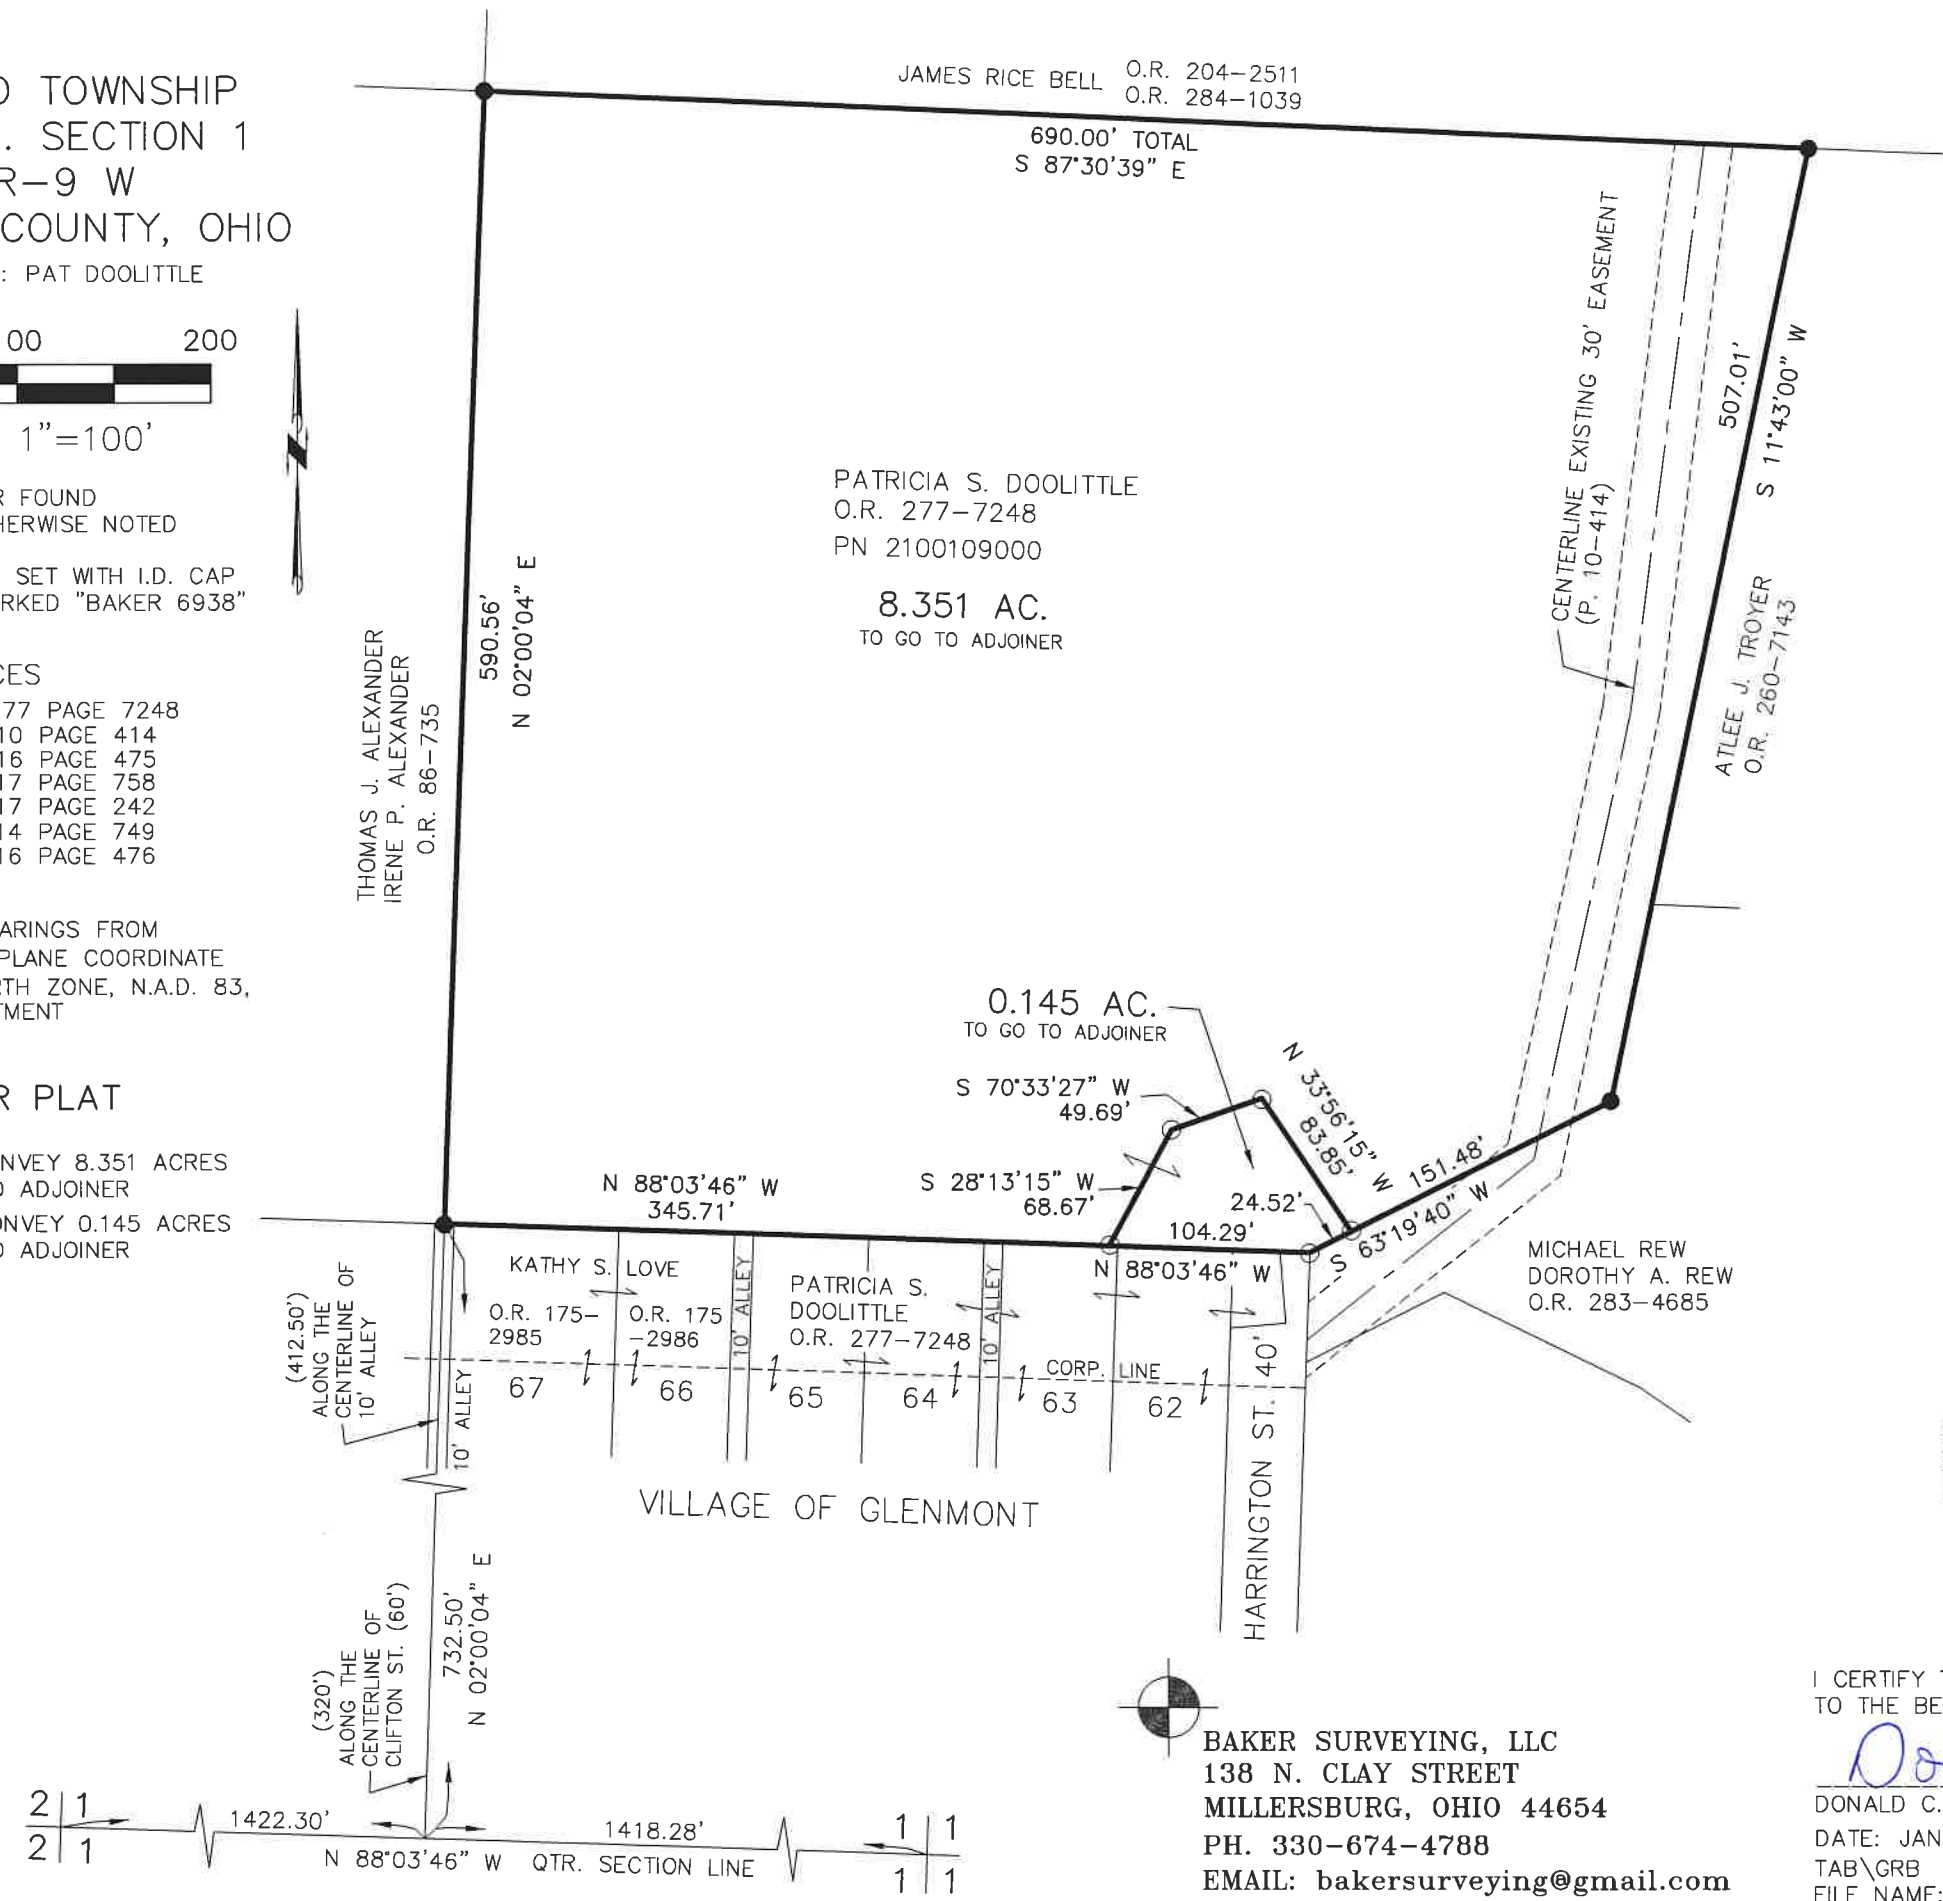 TOWNSHIP
SECTION 1
R-9 W
COUNTY, OHIO
: PAT DOOLITTLE
00 200
1"=100'
FOUND
HERWISE NOTED
SET WITH I.D. CAP
RKED "BAKER 6938"
CES
77 PAGE 7248
10 PAGE 414
16 PAGE 475
17 PAGE 758
17 PAGE 242
14 PAGE 749
16 PAGE 476
ARINGS FROM
PLANE COORDINATE
RTH ZONE, N.A.D. 83,
TMENT
R PLAT
NVEY 8.351 ACRES
ADJOINER
ONVEY 0.145 ACRES
ADJOINER
JAMES RICE BELL O.R. 204-2511
O.R. 284-1039
690.00' TOTAL
S 87°30'39" E
CENTERLINE EXISTING 30' EASEMENT
(P. 10-414)
507.01'
S 11°43'00" W
ATLEE J. TROYER
O.R. 260-7143
PATRICIA S. DOOLITTLE
O.R. 277-7248
PN 2100109000
8.351 AC.
TO GO TO ADJOINER
590.56'
N 02°00'04" E
THOMAS J. ALEXANDER
IRENE P. ALEXANDER
O.R. 86-735
0.145 AC.
TO GO TO ADJOINER
S 70°33'27" W
49.69'
N 33°56'15" W
83.85'
S 28°13'15" W
68.67'
24.52'
151.48'
S 63°19'40" W
N 88°03'46" W
345.71'
104.29'
N 88°03'46" W
MICHAEL REW
DOROTHY A. REW
O.R. 283-4685
KATHY S. LOVE
O.R. 175-
2985
O.R. 175
-2986
10' ALLEY
PATRICIA S.
DOOLITTLE
O.R. 277-7248
10' ALLEY
CORP. LINE
67 66 65 64 63 62
10' ALLEY
HARRINGTON ST. 40'
(412.50')
ALONG THE
CENTERLINE OF
10' ALLEY
VILLAGE OF GLENMONT
(320')
ALONG THE
CENTERLINE OF
CLIFTON ST. (60')
732.50'
N 02°00'04" E
2 1
2 1
1422.30'
1418.28'
N 88°03'46" W QTR. SECTION LINE
1 1
1 1
BAKER SURVEYING, LLC
138 N. CLAY STREET
MILLERSBURG, OHIO 44654
PH. 330-674-4788
EMAIL: bakersurveying@gmail.com
I CERTIFY
TO THE BE
Do
DONALD C.
DATE: JAN
TAB\GRB
FILE NAME: